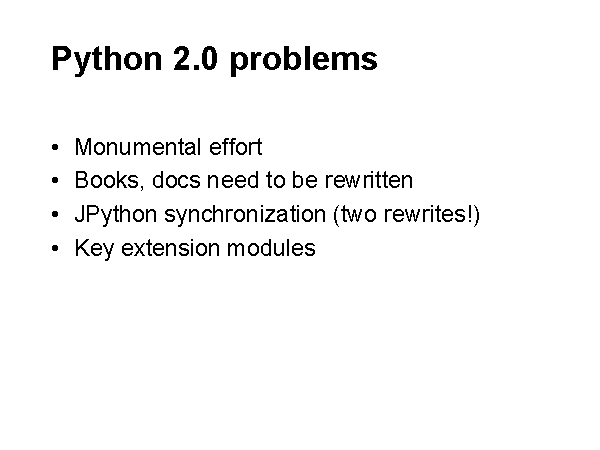 Python 2.0 problems
• Monumental effort
• Books, docs need to be rewritten
• JPython synchronization (two rewrites!)
• Key extension modules